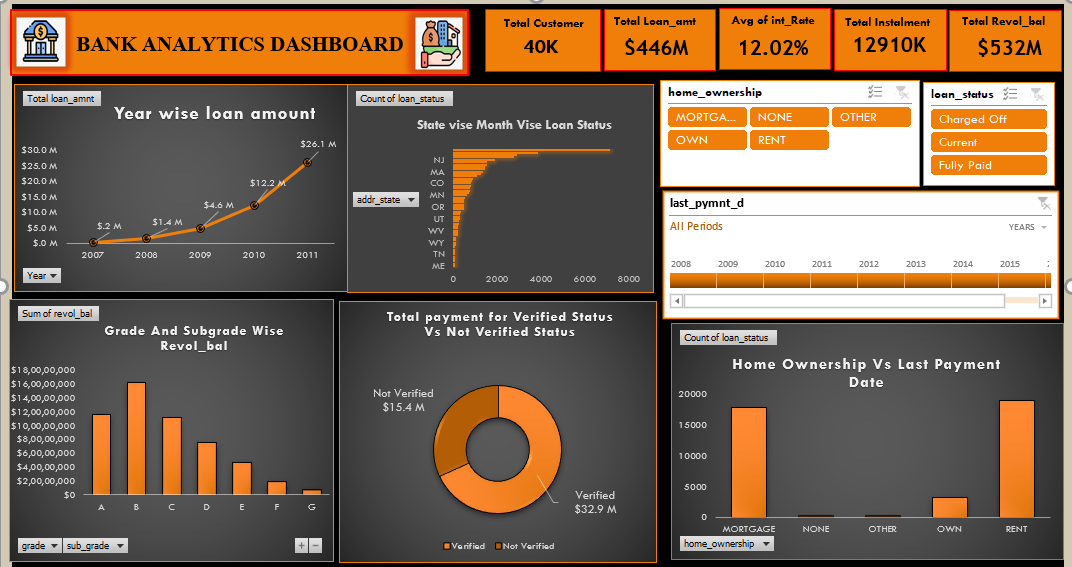 BANK ANALYTICS DASHBOARD
Total Customer
40K
Total Loan_amt
$446M
Avg of int_Rate
12.02%
Total Instalment
12910K
Total Revol_bal
$532M
Total loan_amnt
Year wise loan amount
$30.0 M
$25.0 M
$20.0 M
$15.0 M
$10.0 M
$5.0 M
$.0 M
$.2 M
$1.4 M
$4.6 M
$12.2 M
$26.1 M
2007 2008 2009 2010 2011
Year
Count of loan_status
State vise Month Vise Loan Status
addr_state
NJ
MA
CO
MN
OR
UT
WV
WY
TN
ME
0 2000 4000 6000 8000
home_ownership
MORTGA... NONE OTHER
OWN RENT
loan_status
Charged Off
Current
Fully Paid
last_pymnt_d
All Periods
YEARS
2008 2009 2010 2011 2012 2013 2014 2015
Sum of revol_bal
Grade And Subgrade Wise
Revol_bal
$18,00,00,000
$16,00,00,000
$14,00,00,000
$12,00,00,000
$10,00,00,000
$8,00,00,000
$6,00,00,000
$4,00,00,000
$2,00,00,000
$0
A B C D E F G
grade sub_grade
+ −
Total payment for Verified Status
Vs Not Verified Status
Not Verified
$15.4 M
Verified
$32.9 M
Verified Not Verified
Count of loan_status
Home Ownership Vs Last Payment
Date
20000
15000
10000
5000
0
MORTGAGE NONE OTHER OWN RENT
home_ownership